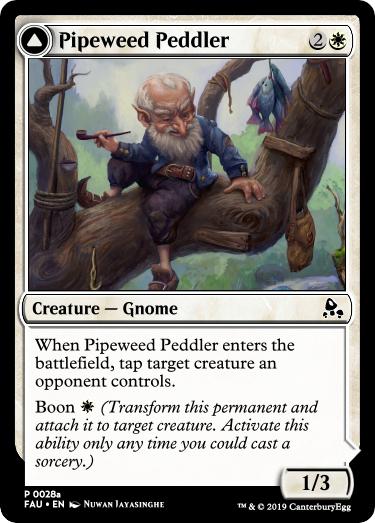 Pipeweed Peddler 2
Creature — Gnome
When Pipeweed Peddler enters the
battlefield, tap target creature an
opponent controls.
Boon (Transform this permanent and
attach it to target creature. Activate this
ability only any time you could cast a
sorcery.)
1/3
P 0028a
FAU • EN Nuwan Jayasinghe
™ & © 2019 CanterburyEgg